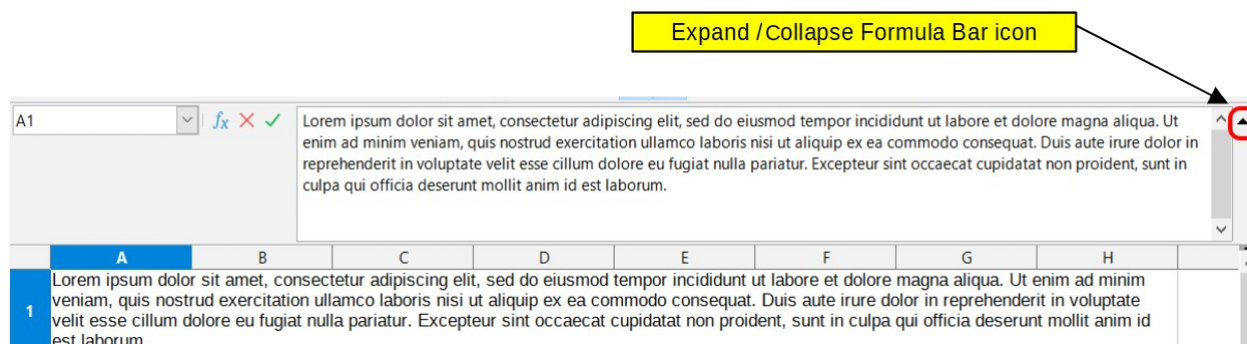 Expand /Collapse Formula Bar icon
A1
fx
Lorem ipsum dolor sit amet, consectetur adipiscing elit, sed do eiusmod tempor incididunt ut labore et dolore magna aliqua. Ut
enim ad minim veniam, quis nostrud exercitation ullamco laboris nisi ut aliquip ex ea commodo consequat. Duis aute irure dolor in
reprehenderit in voluptate velit esse cillum dolore eu fugiat nulla pariatur. Excepteur sint occaecat cupidatat non proident, sunt in
culpa qui officia deserunt mollit anim id est laborum.
A B C D E F G H
1
Lorem ipsum dolor sit amet, consectetur adipiscing elit, sed do eiusmod tempor incididunt ut labore et dolore magna aliqua. Ut enim ad minim
veniam, quis nostrud exercitation ullamco laboris nisi ut aliquip ex ea commodo consequat. Duis aute irure dolor in reprehenderit in voluptate
velit esse cillum dolore eu fugiat nulla pariatur. Excepteur sint occaecat cupidatat non proident, sunt in culpa qui officia deserunt mollit anim id
est laborum.